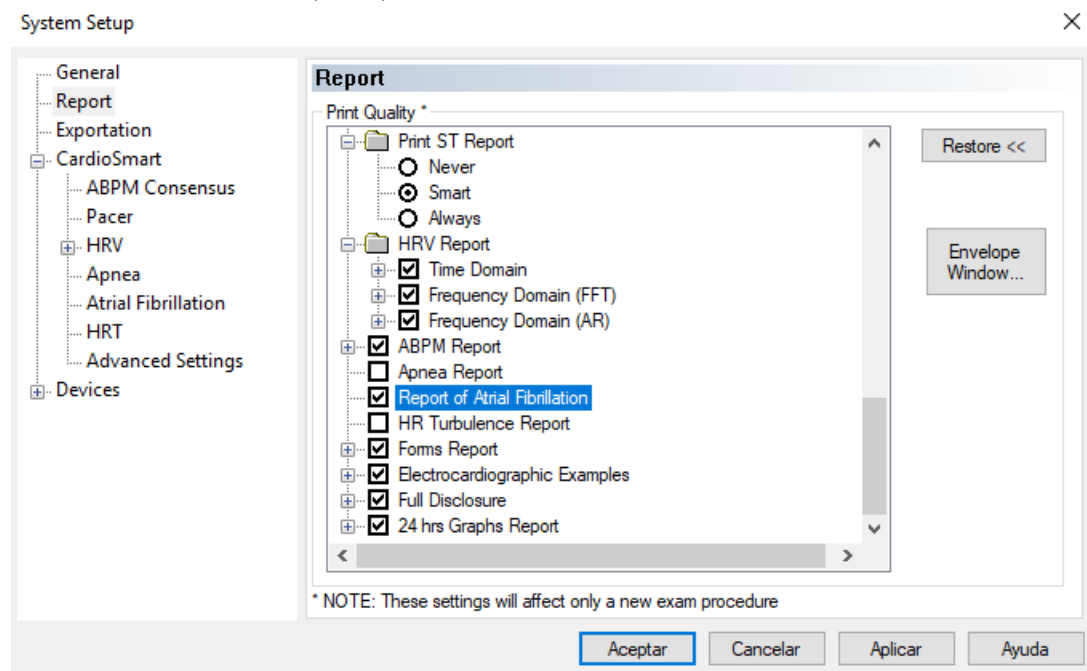 System Setup
General
Report
Exportation
CardioSmart
ABPM Consensus
Pacer
HRV
Apnea
Atrial Fibrillation
HRT
Advanced Settings
Devices
Report
Print Quality *
Print ST Report
Never
Smart
Always
HRV Report
Time Domain
Frequency Domain (FFT)
Frequency Domain (AR)
ABPM Report
Apnea Report
Report of Atrial Fibrillation
HR Turbulence Report
Forms Report
Electrocardiographic Examples
Full Disclosure
24 hrs Graphs Report
Restore <<
Envelope
Window...
* NOTE: These settings will affect only a new exam procedure
Aceptar Cancelar Aplicar Ayuda